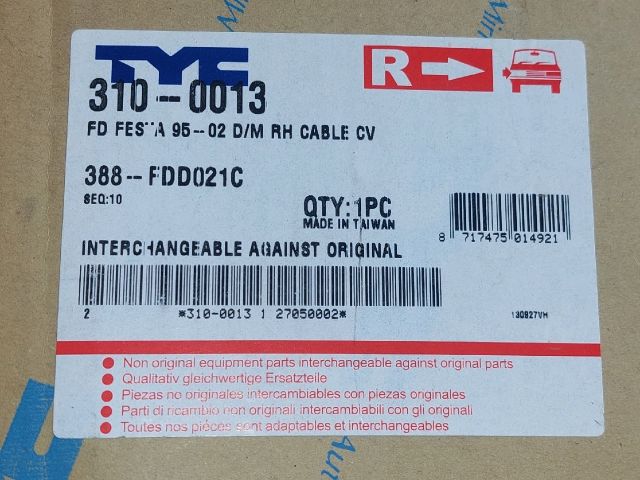 TYC
R
310-0013
FD FESTA 95-02 D/M RH CABLE CV
388-FDD021C
SEQ:10
QTY:1PC
MADE IN TAIWAN
8 717475 014921
INTERCHANGEABLE AGAINST ORIGINAL
2 *310-0013 1 27050002*
130827VH
Non original equipment parts interchangeable against original parts
Qualitativ gleichwertige Ersatzteile
Piezas no originales intercambables con piezas originales
Parti di ricambio non originali intercambiabili con gli originali
Toutes nos pièces sont adaptables et interchangeables